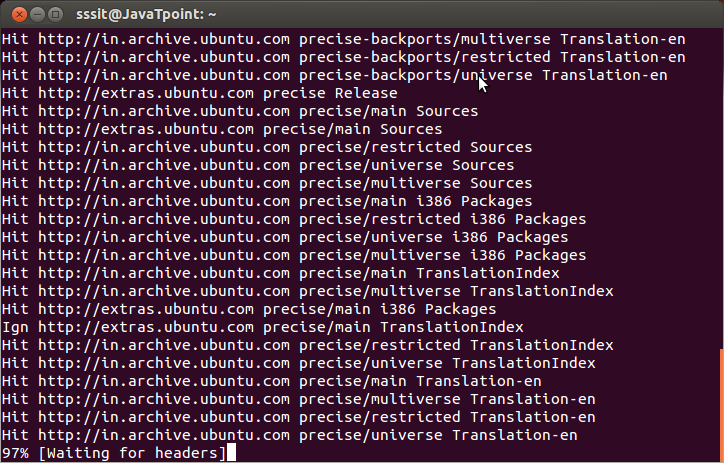 sssit@JavaTpoint: ~
Hit http://in.archive.ubuntu.com precise-backports/multiverse Translation-en
Hit http://in.archive.ubuntu.com precise-backports/restricted Translation-en
Hit http://in.archive.ubuntu.com precise-backports/universe Translation-en
Hit http://extras.ubuntu.com precise Release
Hit http://in.archive.ubuntu.com precise/main Sources
Hit http://extras.ubuntu.com precise/main Sources
Hit http://in.archive.ubuntu.com precise/restricted Sources
Hit http://in.archive.ubuntu.com precise/universe Sources
Hit http://in.archive.ubuntu.com precise/multiverse Sources
Hit http://in.archive.ubuntu.com precise/main i386 Packages
Hit http://in.archive.ubuntu.com precise/restricted i386 Packages
Hit http://in.archive.ubuntu.com precise/universe i386 Packages
Hit http://in.archive.ubuntu.com precise/multiverse i386 Packages
Hit http://in.archive.ubuntu.com precise/main TranslationIndex
Hit http://in.archive.ubuntu.com precise/multiverse TranslationIndex
Hit http://extras.ubuntu.com precise/main i386 Packages
Ign http://extras.ubuntu.com precise/main TranslationIndex
Hit http://in.archive.ubuntu.com precise/restricted TranslationIndex
Hit http://in.archive.ubuntu.com precise/universe TranslationIndex
Hit http://in.archive.ubuntu.com precise/main Translation-en
Hit http://in.archive.ubuntu.com precise/multiverse Translation-en
Hit http://in.archive.ubuntu.com precise/restricted Translation-en
Hit http://in.archive.ubuntu.com precise/universe Translation-en
97% [Waiting for headers]